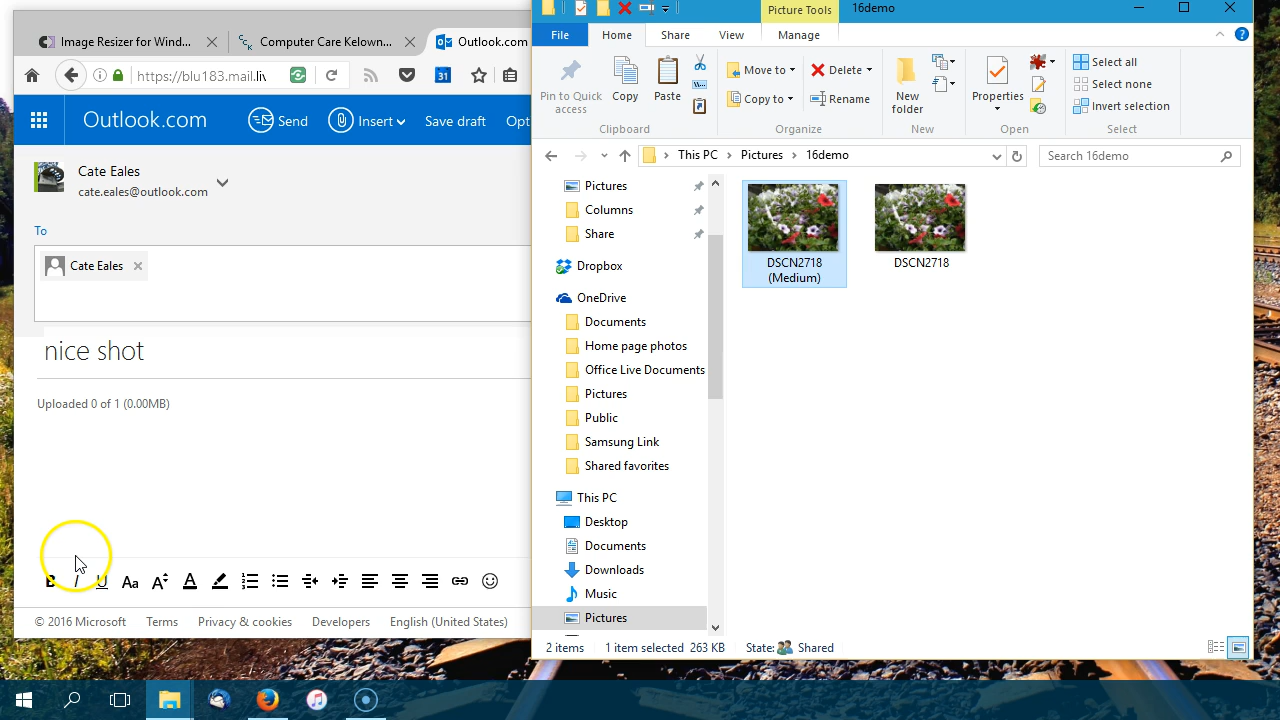 Image Resizer for Wind...
Computer Care Kelown...
Outlook.com
https://blu183.mail.liv
31
Outlook.com
Send
Insert
Save draft
Opt
Cate Eales
cate.eales@outlook.com
To
Cate Eales
nice shot
Uploaded 0 of 1 (0.00MB)
B
I
U
Aa
A
A
© 2016 Microsoft
Terms
Privacy & cookies
Developers
English (United States)
Picture Tools
16demo
File
Home
Share
View
Manage
Pin to Quick access
Copy
Paste
Clipboard
Move to
Copy to
Delete
Rename
Organize
New folder
New
Properties
Open
Select all
Select none
Invert selection
Select
This PC
Pictures
16demo
Search 16demo
Pictures
Columns
Share
Dropbox
OneDrive
Documents
Home page photos
Office Live Documents
Pictures
Public
Samsung Link
Shared favorites
This PC
Desktop
Documents
Downloads
Music
Pictures
DSCN2718
(Medium)
DSCN2718
2 items
1 item selected 263 KB
State:
Shared